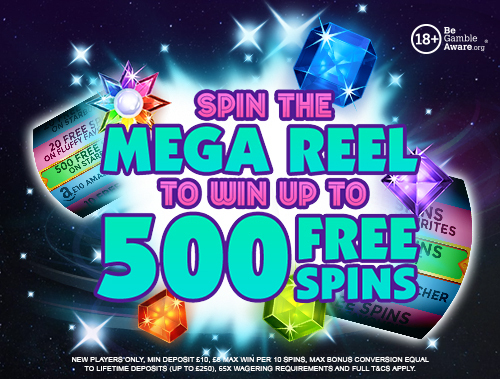 18+
Be
Gamble
Aware.org
SPIN THE
MEGA REEL
TO WIN UP TO
500 FREE
SPINS
20 FREE
ON FLUFFY FAV
500 FREE
ON STAR
£10 AMA
NEW PLAYERS ONLY, MIN DEPOSIT £10, £8 MAX WIN PER 10 SPINS, MAX BONUS CONVERSION EQUAL
TO LIFETIME DEPOSITS (UP TO £250), 65X WAGERING REQUIREMENTS AND FULL T&CS APPLY.